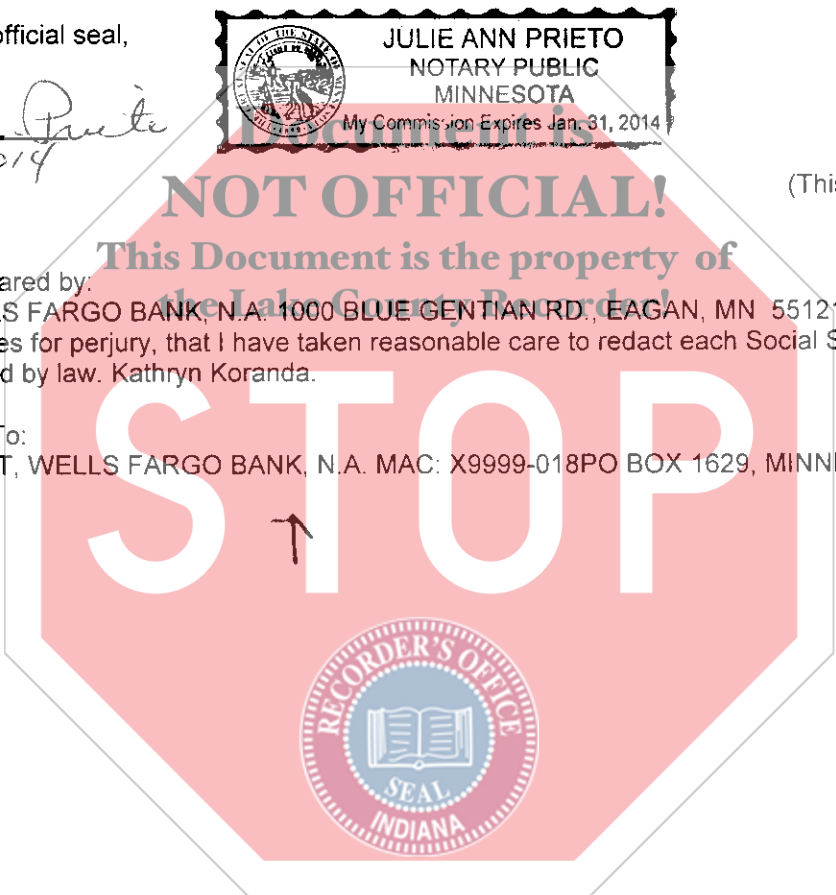 official seal,
JULIE ANN PRIETO
NOTARY PUBLIC
MINNESOTA
My Commission Expires Jan. 31, 2014
Prieto
2014
Document is
NOT OFFICIAL!
(This
This Document is the property of
ared by:
the Lake County Recorder!
S FARGO BANK, N.A. 1000 BLUE GENTIAN RD., EAGAN, MN 5512
es for perjury, that I have taken reasonable care to redact each Social S
d by law. Kathryn Koranda.
To:
T, WELLS FARGO BANK, N.A. MAC: X9999-018PO BOX 1629, MINN
STOP
RECORDER'S OFFICE
SEAL
INDIANA